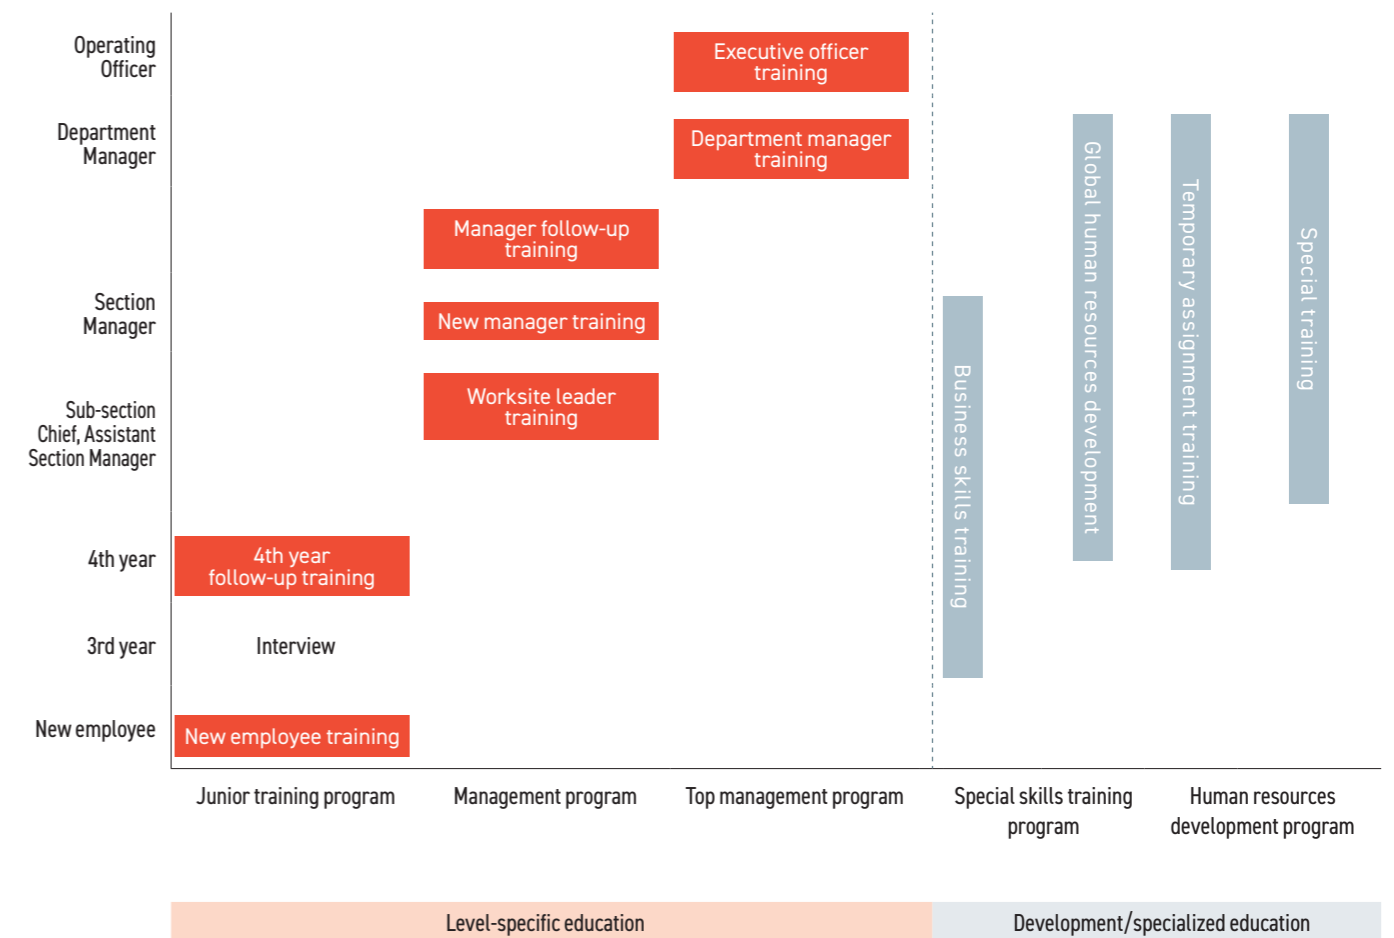 Operating
Officer
Executive officer
training
Department
Manager
Department manager
training
Manager follow-up
training
Section
Manager
New manager training
Sub-section
Chief, Assistant
Section Manager
Worksite leader
training
4th year
4th year
follow-up training
3rd year
Interview
New employee
New employee training
Business skills training
Global human resources development
Temporary assignment training
Special training
Junior training program
Management program
Top management program
Special skills training
program
Human resources
development program
Level-specific education
Development/specialized education